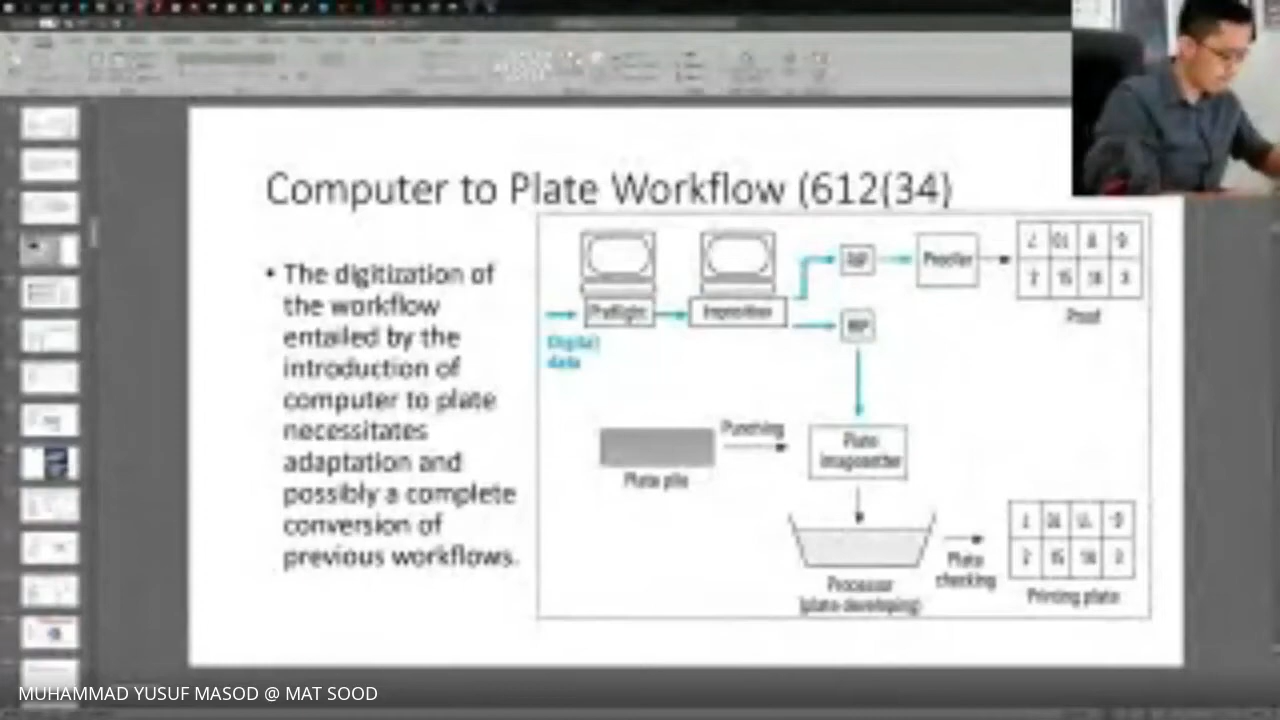 Computer to Plate Workflow (612(34)
• The digitization of
the workflow
entailed by the
introduction of
computer to plate
necessitates
adaptation and
possibly a complete
conversion of
previous workflows.
Digital
data
Preflight
Imposition
RIP
Proofer
Proof
RIP
Plate pile
Punching
Plate
imagesetter
Processor
(plate developing)
Plate
checking
Printing plate
MUHAMMAD YUSUF MASOD @ MAT SOOD